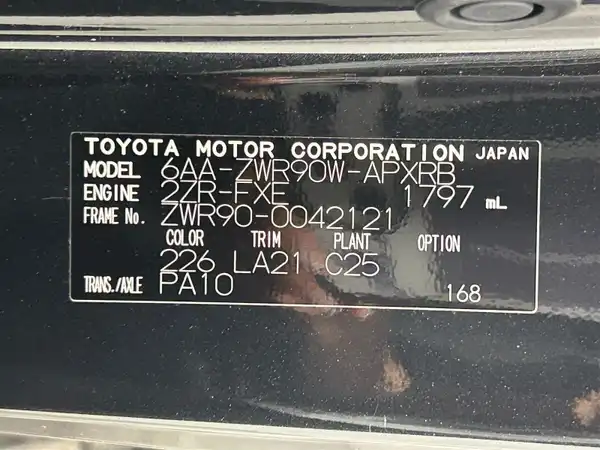 TOYOTA MOTOR CORPORATION JAPAN
MODEL 6AA-ZWR90W-APXRB
ENGINE 2ZR-FXE 1797 mL
FRAME No. ZWR90-0042121
COLOR TRIM PLANT OPTION
226 LA21 C25
TRANS./AXLE PA10 168